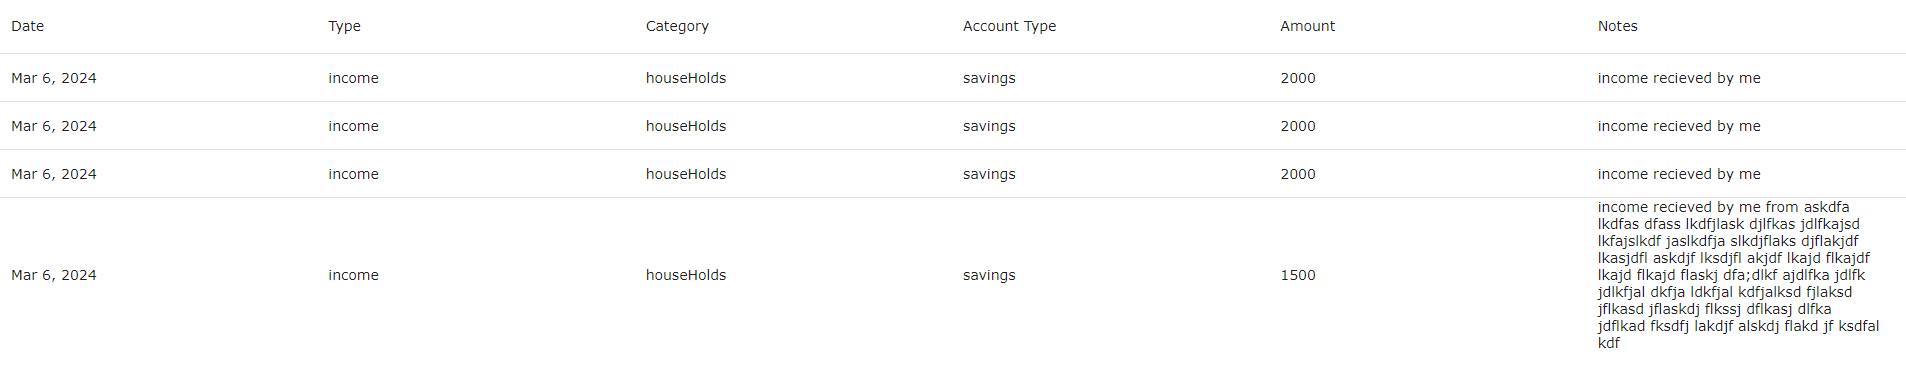 Date Type Category Account Type Amount Notes
Mar 6, 2024 income houseHolds savings 2000 income recieved by me
Mar 6, 2024 income houseHolds savings 2000 income recieved by me
Mar 6, 2024 income houseHolds savings 2000 income recieved by me
Mar 6, 2024 income houseHolds savings 1500
income recieved by me from askdfa
lkdfas dfass lkdfjlask djlfkas jdlfkajsd
lkfajslkdf jaslkdfja slkdjflaks djflakjdf
lkasjdfl askdjf lksdjfl akjdf lkajd flkajdf
lkajd flkajd flaskj dfa;dlkf ajdlfka jdlfk
jdlkfjal dkfja ldkfjal kdfjalksd fjlaksd
jflkasd jflaskdj flkssj dflkasj dlfka
jdflkad fksdfj lakdjf alskdj flakd jf ksdfal
kdf